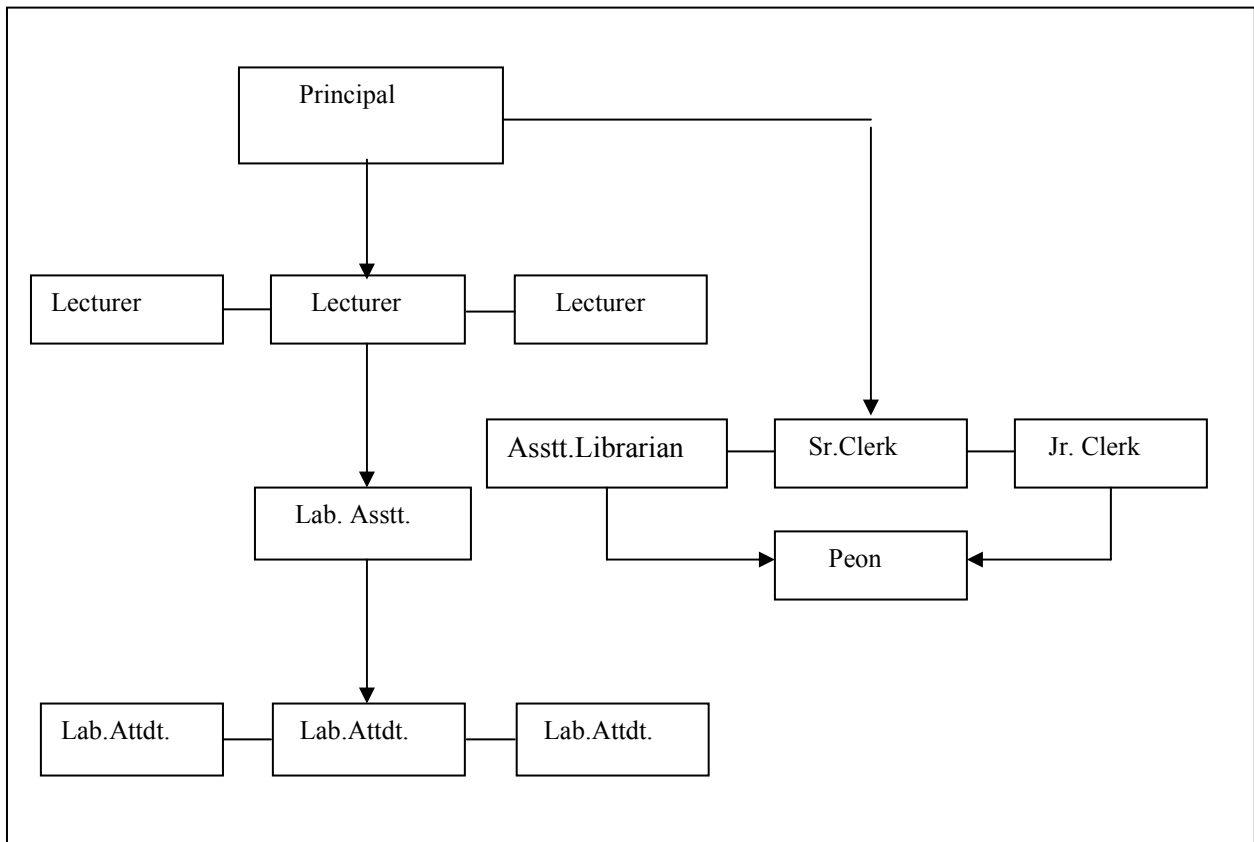 Principal
Lecturer
Lecturer
Lecturer
Asstt.Librarian
Sr.Clerk
Jr. Clerk
Lab. Asstt.
Peon
Lab.Attdt.
Lab.Attdt.
Lab.Attdt.